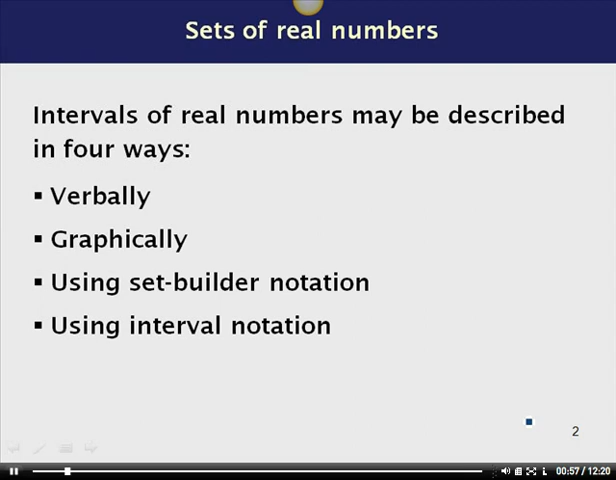 Sets of real numbers
Intervals of real numbers may be described
in four ways:
▪ Verbally
▪ Graphically
▪ Using set-builder notation
▪ Using interval notation
2
00:57 / 12:20